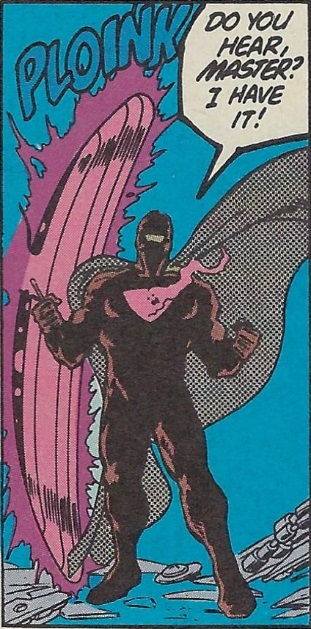 PLOINK
DO YOU
HEAR,
MASTER?
I HAVE
IT!